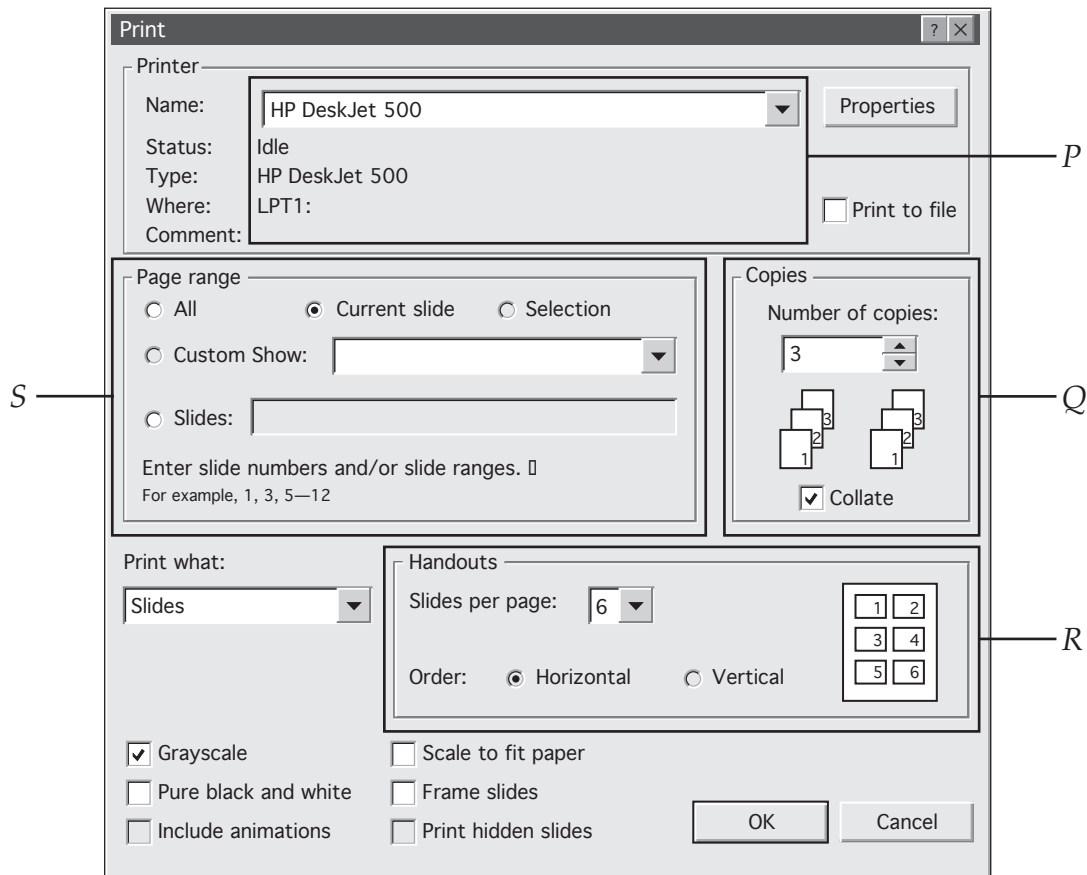 Print ?
Printer
Name: HP DeskJet 500 Properties
Status: Idle
Type: HP DeskJet 500
P
Where: LPT1:
Print to file
Comment:
Page range
All Current slide Selection
Custom Show:
S
Slides:
Enter slide numbers and/or slide ranges. ▯
For example, 1, 3, 5—12
Copies
Number of copies:
3
Q
3 3
2 2
1 1
Collate
Print what:
Slides
Handouts
Slides per page: 6
Order: Horizontal Vertical
1 2
3 4
5 6
R
Grayscale Scale to fit paper
Pure black and white Frame slides
Include animations Print hidden slides
OK Cancel